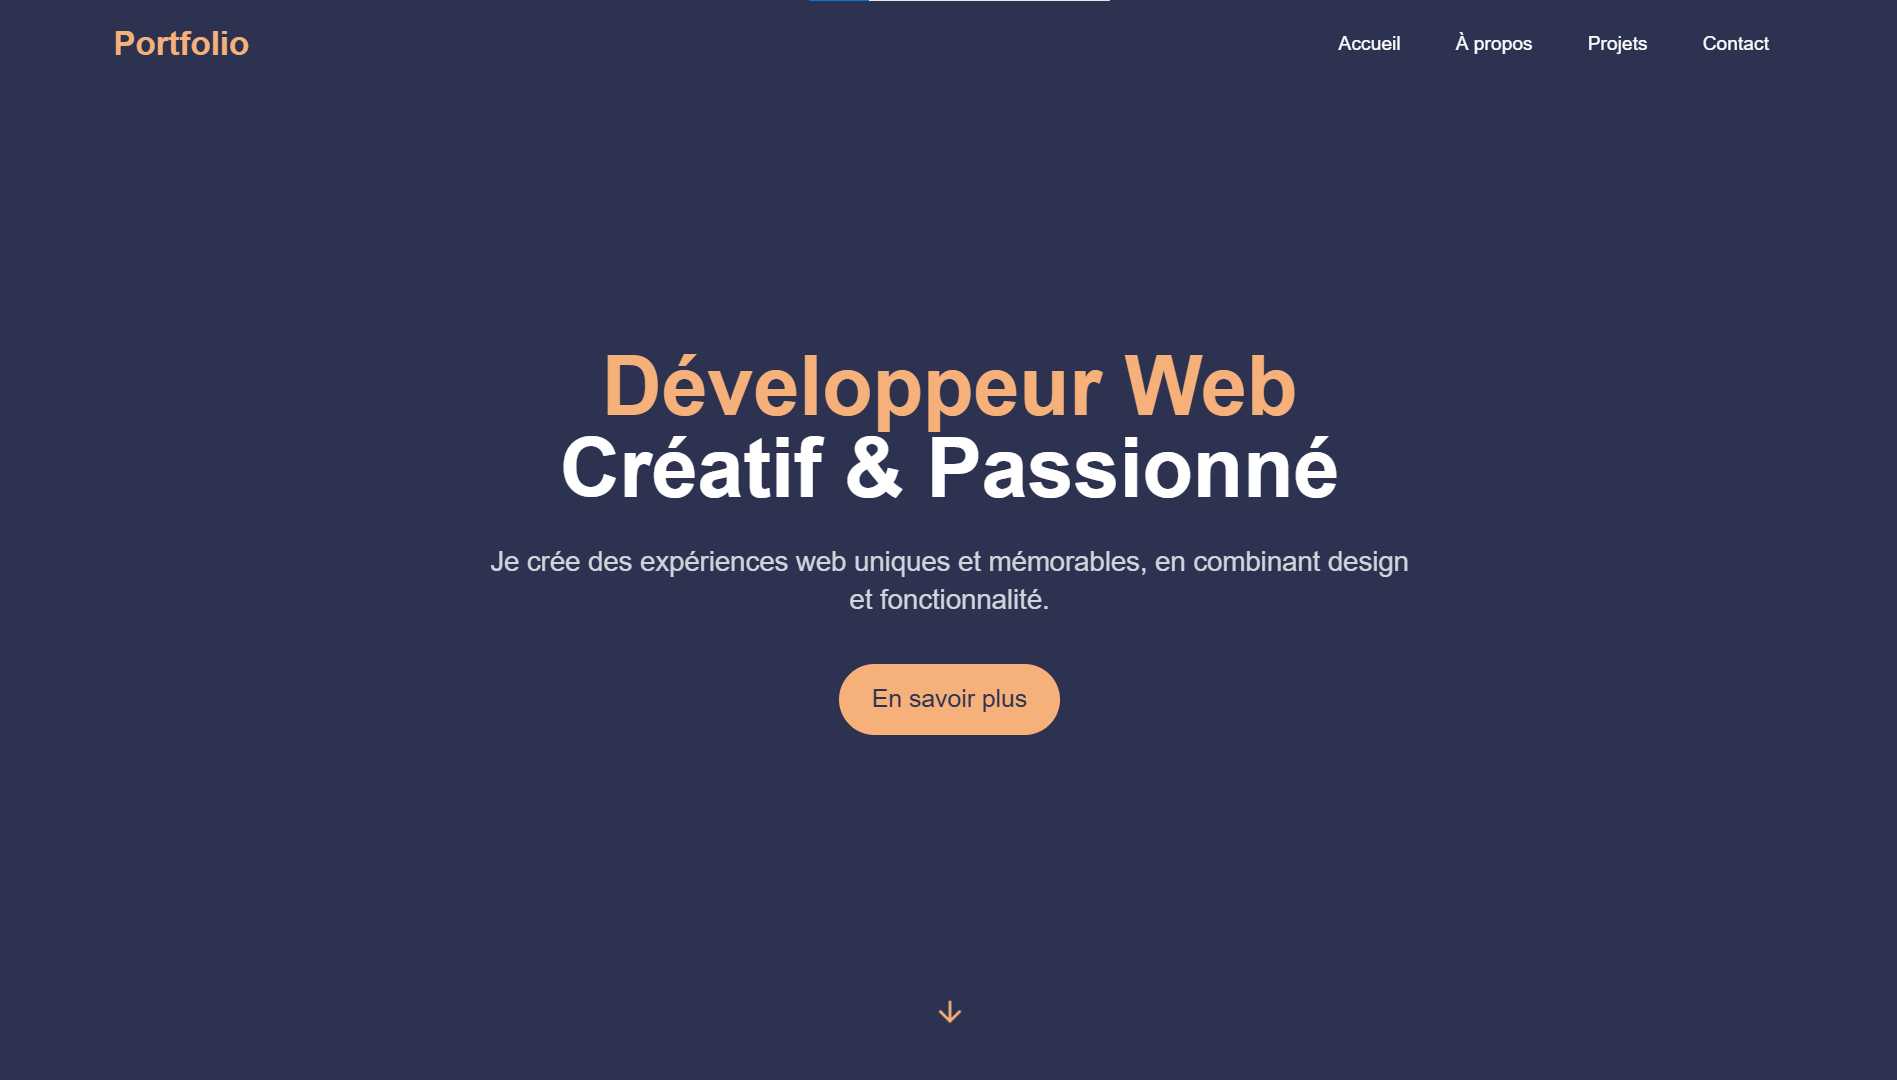 Portfolio
Accueil
À propos
Projets
Contact
Développeur Web
Créatif & Passionné
Je crée des expériences web uniques et mémorables, en combinant design
et fonctionnalité.
En savoir plus